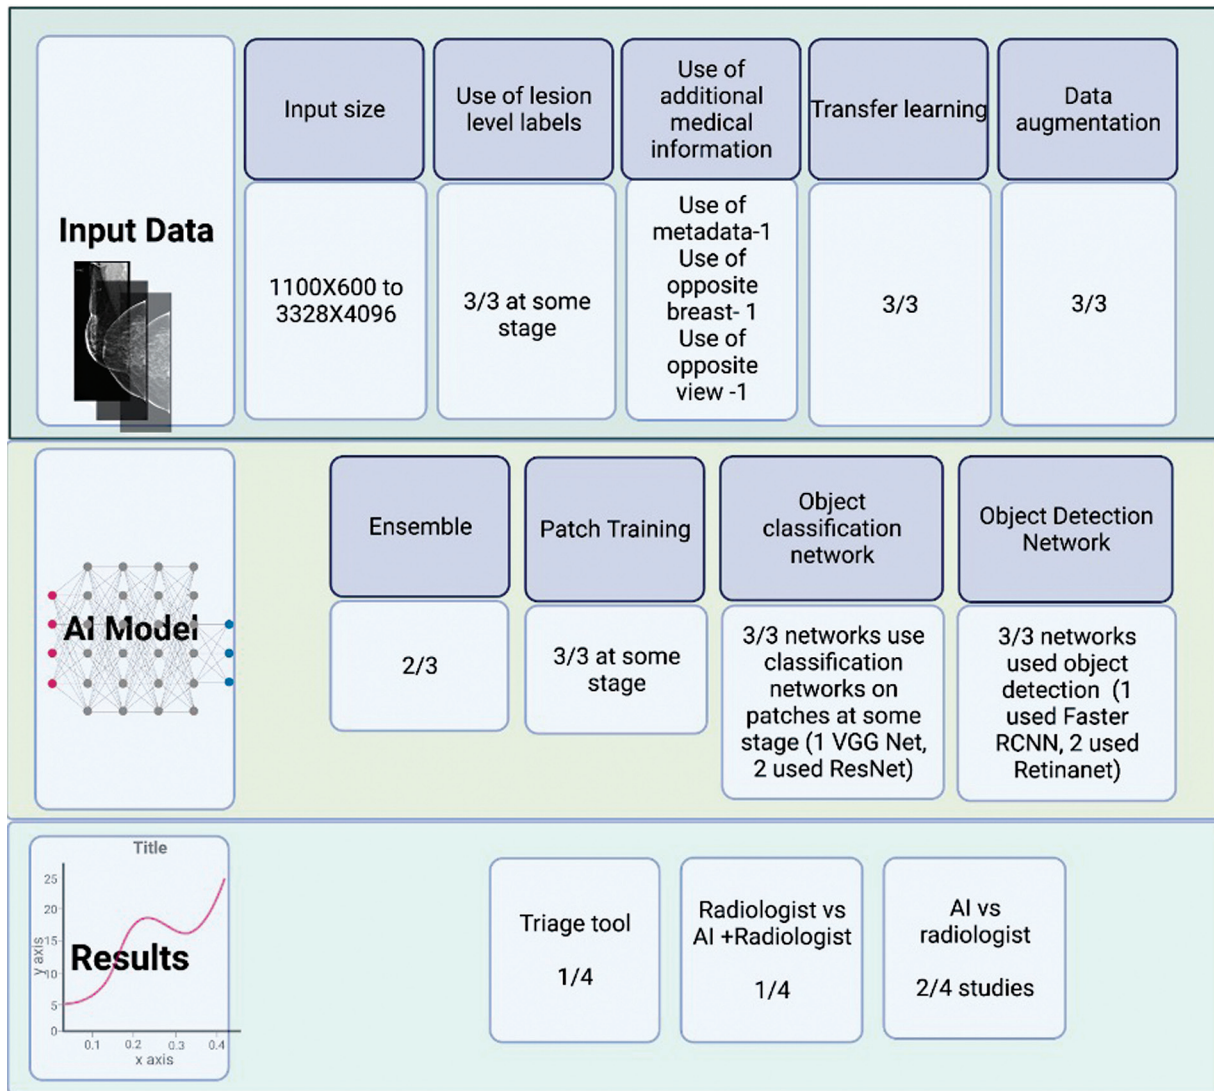 Input Data
Input size
Use of lesion
level labels
Use of
additional
medical
information
Transfer learning
Data
augmentation
1100X600 to
3328X4096
3/3 at some
stage
Use of
metadata-1
Use of
opposite
breast- 1
Use of
opposite
view -1
3/3
3/3
AI Model
Ensemble
Patch Training
Object
classification
network
Object Detection
Network
2/3
3/3 at some
stage
3/3 networks use
classification
networks on
patches at some
stage (1 VGG Net,
2 used ResNet)
3/3 networks
used object
detection (1
used Faster
RCNN, 2 used
Retinanet)
Title
25
20
15
10
5
0
y axis
Results
0.1 0.2 0.3 0.4
x axis
Triage tool
1/4
Radiologist vs
AI +Radiologist
1/4
AI vs
radiologist
2/4 studies